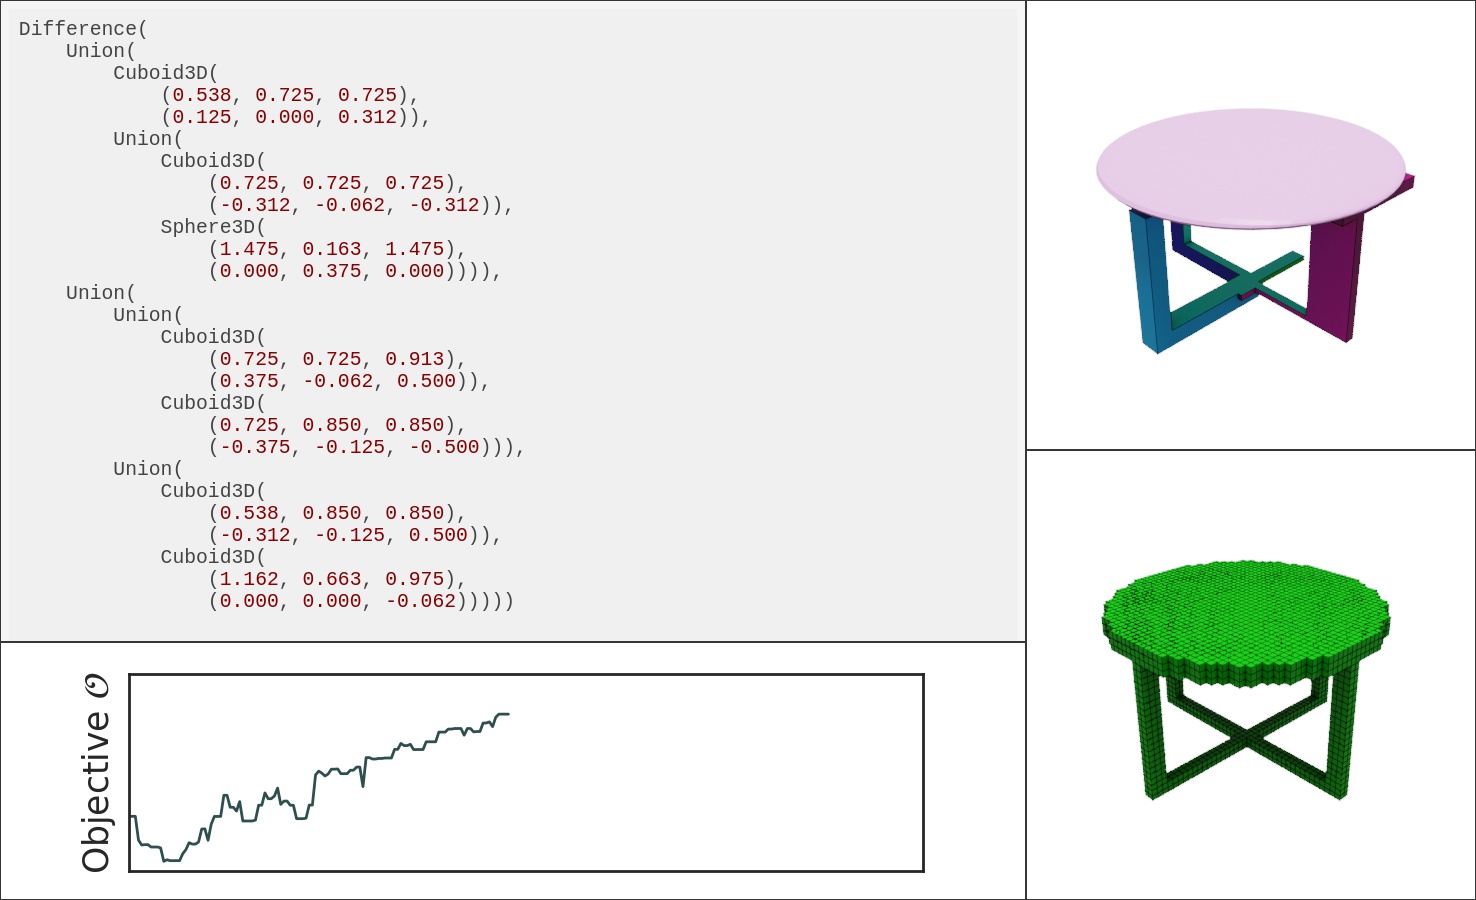 Difference(
    Union(
        Cuboid3D(
            (0.538, 0.725, 0.725),
            (0.125, 0.000, 0.312)),
        Union(
            Cuboid3D(
                (0.725, 0.725, 0.725),
                (-0.312, -0.062, -0.312)),
            Sphere3D(
                (1.475, 0.163, 1.475),
                (0.000, 0.375, 0.000)))),
    Union(
        Union(
            Cuboid3D(
                (0.725, 0.725, 0.913),
                (0.375, -0.062, 0.500)),
            Cuboid3D(
                (0.725, 0.850, 0.850),
                (-0.375, -0.125, -0.500))),
        Union(
            Cuboid3D(
                (0.538, 0.850, 0.850),
                (-0.312, -0.125, 0.500)),
            Cuboid3D(
                (1.162, 0.663, 0.975),
                (0.000, 0.000, -0.062)))))
Objective 𝒪